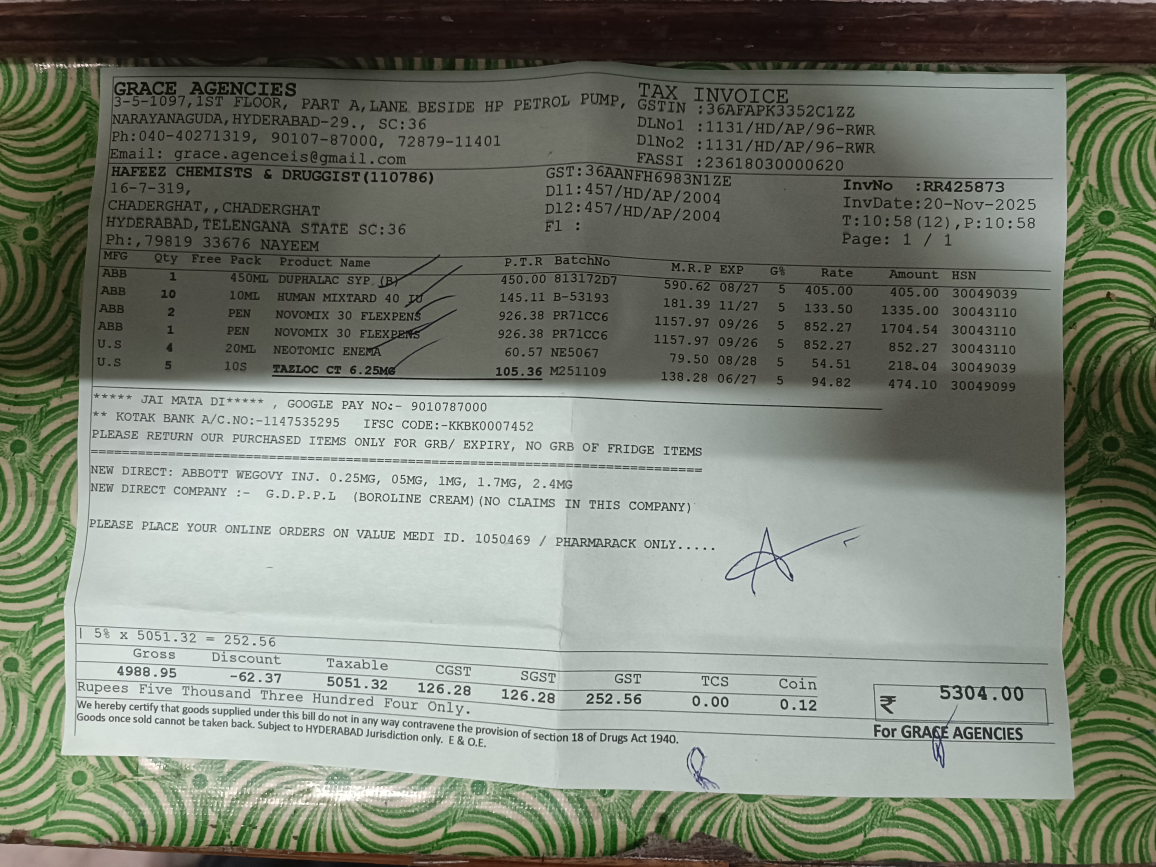 GRACE AGENCIES
3-5-1097,1ST FLOOR, PART A,LANE BESIDE HP PETROL PUMP,
NARAYANAGUDA,HYDERABAD-29., SC:36
Ph:040-40271319, 90107-87000, 72879-11401
Email: grace.agenceis@gmail.com
TAX INVOICE
GSTIN :36AFAPK3352C1ZZ
DLNo1 :1131/HD/AP/96-RWR
DlNo2 :1131/HD/AP/96-RWR
FASSI :23618030000620
HAFEEZ CHEMISTS & DRUGGIST(110786)
16-7-319,
CHADERGHAT,,CHADERGHAT
HYDERABAD,TELENGANA STATE SC:36
Ph:,79819 33676 NAYEEM
GST:36AANFH6983N1ZE
Dl1:457/HD/AP/2004
Dl2:457/HD/AP/2004
Fl :
InvNo :RR425873
InvDate:20-Nov-2025
T:10:58(12),P:10:58
Page: 1 / 1
MFG Qty Free Pack Product Name P.T.R BatchNo M.R.P EXP G% Rate Amount HSN
ABB 1 450ML DUPHALAC SYP (B) 450.00 813172D7 590.62 08/27 5 405.00 405.00 30049039
ABB 10 10ML HUMAN MIXTARD 40 IU 145.11 B-53193 181.39 11/27 5 133.50 1335.00 30043110
ABB 2 PEN NOVOMIX 30 FLEXPENS 926.38 PR71CC6 1157.97 09/26 5 852.27 1704.54 30043110
ABB 1 PEN NOVOMIX 30 FLEXPENS 926.38 PR71CC6 1157.97 09/26 5 852.27 852.27 30043110
U.S 4 20ML NEOTOMIC ENEMA 60.57 NE5067 79.50 08/28 5 54.51 218.04 30049039
U.S 5 10S TAZLOC CT 6.25MG 105.36 M251109 138.28 06/27 5 94.82 474.10 30049099
***** JAI MATA DI***** , GOOGLE PAY NO:- 9010787000
** KOTAK BANK A/C.NO:-1147535295 IFSC CODE:-KKBK0007452
PLEASE RETURN OUR PURCHASED ITEMS ONLY FOR GRB/ EXPIRY, NO GRB OF FRIDGE ITEMS
NEW DIRECT: ABBOTT WEGOVY INJ. 0.25MG, 05MG, 1MG, 1.7MG, 2.4MG
NEW DIRECT COMPANY :- G.D.P.P.L (BOROLINE CREAM)(NO CLAIMS IN THIS COMPANY)
PLEASE PLACE YOUR ONLINE ORDERS ON VALUE MEDI ID. 1050469 / PHARMARACK ONLY.....
| 5% x 5051.32 = 252.56
Gross Discount Taxable CGST SGST GST TCS Coin
4988.95 -62.37 5051.32 126.28 126.28 252.56 0.00 0.12
₹ 5304.00
Rupees Five Thousand Three Hundred Four Only.
We hereby certify that goods supplied under this bill do not in any way contravene the provision of section 18 of Drugs Act 1940.
Goods once sold cannot be taken back. Subject to HYDERABAD Jurisdiction only. E & O.E.
For GRACE AGENCIES